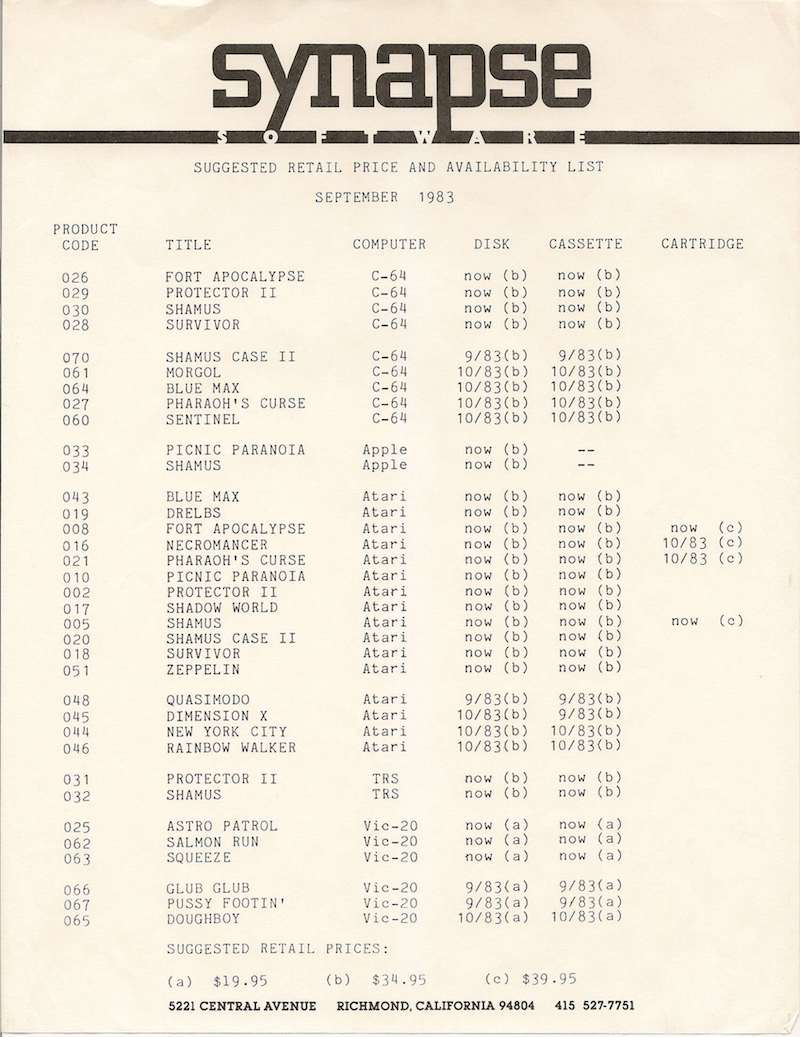 synapse
SOFTWARE
SUGGESTED RETAIL PRICE AND AVAILABILITY LIST
SEPTEMBER 1983
PRODUCT
CODE TITLE COMPUTER DISK CASSETTE CARTRIDGE
026 FORT APOCALYPSE C-64 now (b) now (b)
029 PROTECTOR II C-64 now (b) now (b)
030 SHAMUS C-64 now (b) now (b)
028 SURVIVOR C-64 now (b) now (b)
070 SHAMUS CASE II C-64 9/83(b) 9/83(b)
061 MORGOL C-64 10/83(b) 10/83(b)
064 BLUE MAX C-64 10/83(b) 10/83(b)
027 PHARAOH'S CURSE C-64 10/83(b) 10/83(b)
060 SENTINEL C-64 10/83(b) 10/83(b)
033 PICNIC PARANOIA Apple now (b) --
034 SHAMUS Apple now (b) --
043 BLUE MAX Atari now (b) now (b)
019 DRELBS Atari now (b) now (b)
008 FORT APOCALYPSE Atari now (b) now (b) now (c)
016 NECROMANCER Atari now (b) now (b) 10/83 (c)
021 PHARAOH'S CURSE Atari now (b) now (b) 10/83 (c)
010 PICNIC PARANOIA Atari now (b) now (b)
002 PROTECTOR II Atari now (b) now (b)
017 SHADOW WORLD Atari now (b) now (b)
005 SHAMUS Atari now (b) now (b) now (c)
020 SHAMUS CASE II Atari now (b) now (b)
018 SURVIVOR Atari now (b) now (b)
051 ZEPPELIN Atari now (b) now (b)
048 QUASIMODO Atari 9/83(b) 9/83(b)
045 DIMENSION X Atari 10/83(b) 9/83(b)
044 NEW YORK CITY Atari 10/83(b) 10/83(b)
046 RAINBOW WALKER Atari 10/83(b) 10/83(b)
031 PROTECTOR II TRS now (b) now (b)
032 SHAMUS TRS now (b) now (b)
025 ASTRO PATROL Vic-20 now (a) now (a)
062 SALMON RUN Vic-20 now (a) now (a)
063 SQUEEZE Vic-20 now (a) now (a)
066 GLUB GLUB Vic-20 9/83(a) 9/83(a)
067 PUSSY FOOTIN' Vic-20 9/83(a) 9/83(a)
065 DOUGHBOY Vic-20 10/83(a) 10/83(a)
SUGGESTED RETAIL PRICES:
(a) $19.95 (b) $34.95 (c) $39.95
5221 CENTRAL AVENUE RICHMOND, CALIFORNIA 94804 415 527-7751